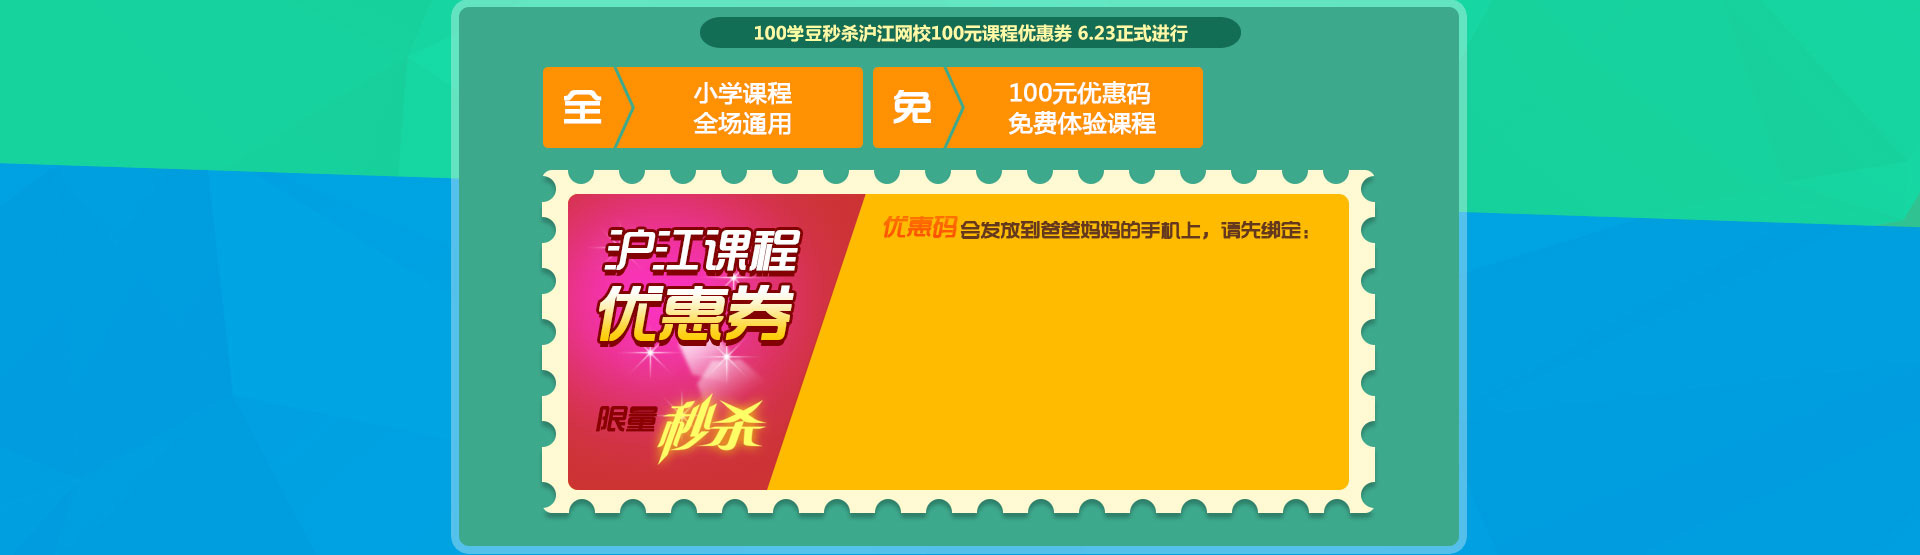 100学豆秒杀沪江网校100元课程优惠券 6.23正式进行
全
小学课程
全场通用
免
100元优惠码
免费体验课程
沪江课程
优惠券
限量秒杀
优惠码会发放到爸爸妈妈的手机上，请先绑定：